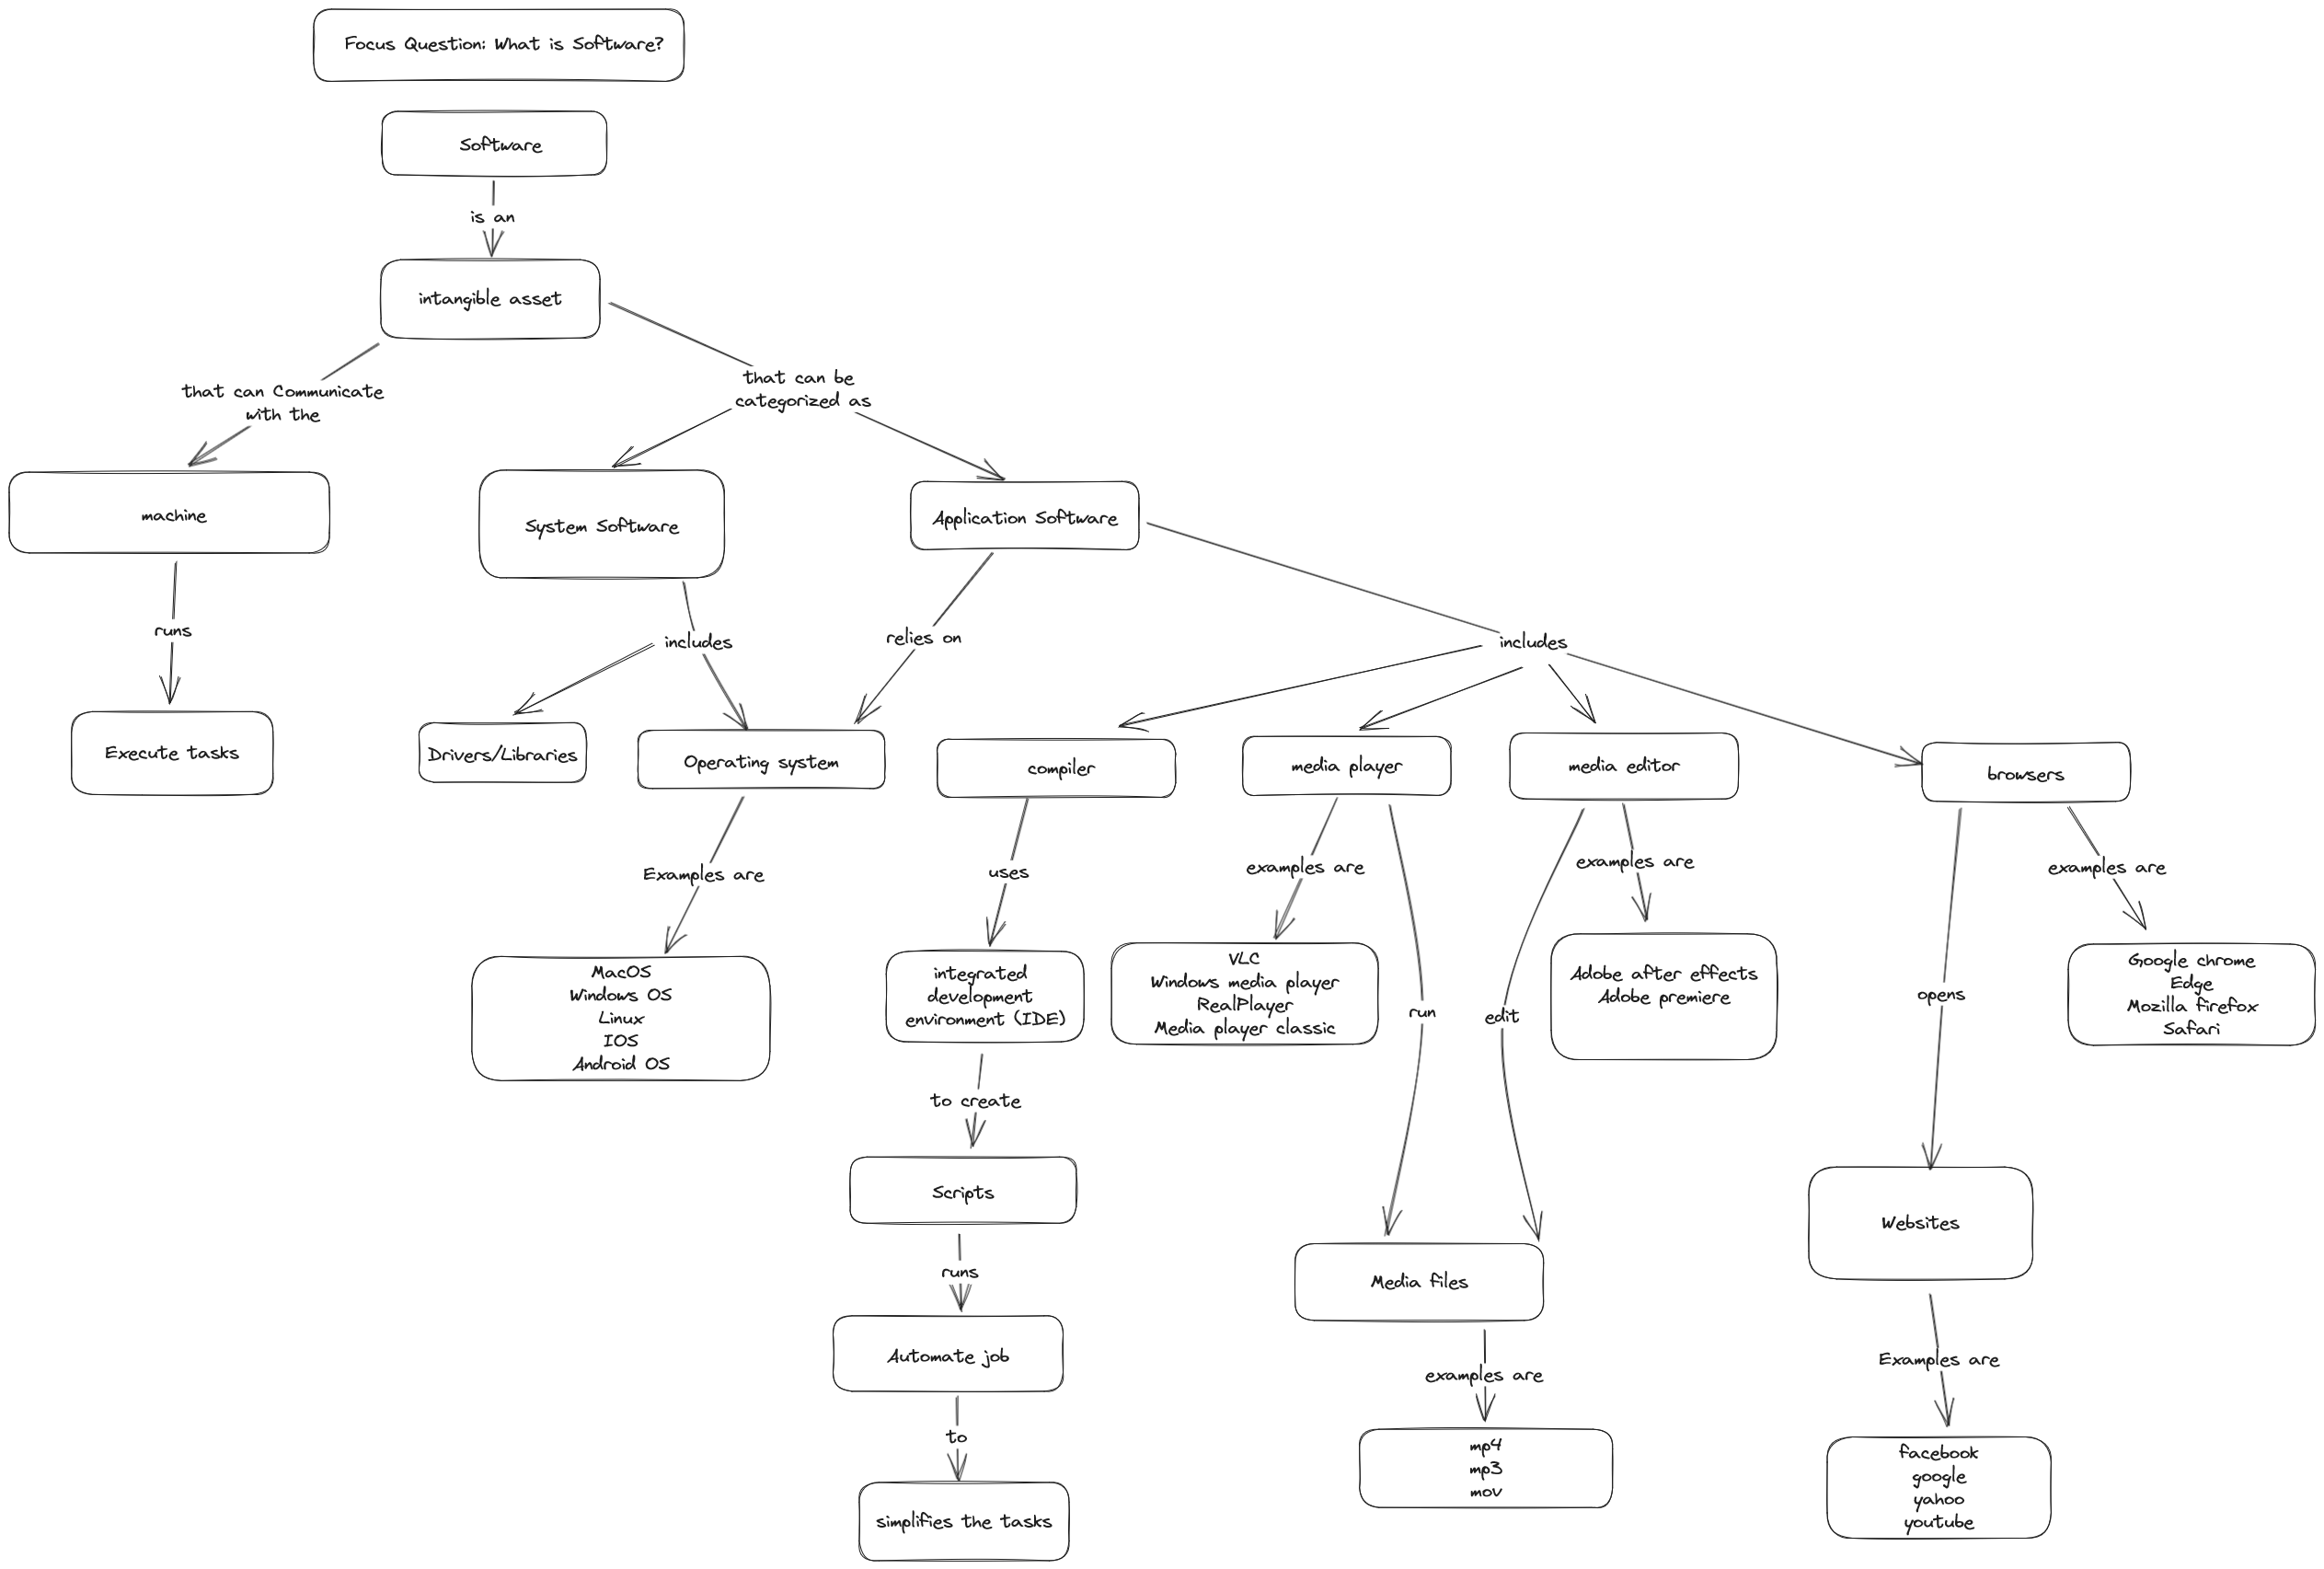 Focus Question: What is Software?
Software
is an
intangible asset
that can Communicate
with the
that can be
categorized as
machine
System Software
Application Software
runs
includes
relies on
includes
Execute tasks
Drivers/Libraries
Operating system
compiler
media player
media editor
browsers
Examples are
uses
examples are
examples are
examples are
MacOS
Windows OS
Linux
IOS
Android OS
integrated
development
environment (IDE)
VLC
Windows media player
RealPlayer
Media player classic
run
edit
Adobe after effects
Adobe premiere
opens
Google chrome
Edge
Mozilla firefox
Safari
to create
Scripts
runs
Automate job
to
simplifies the tasks
Media files
examples are
mp4
mp3
mov
Websites
Examples are
facebook
google
yahoo
youtube